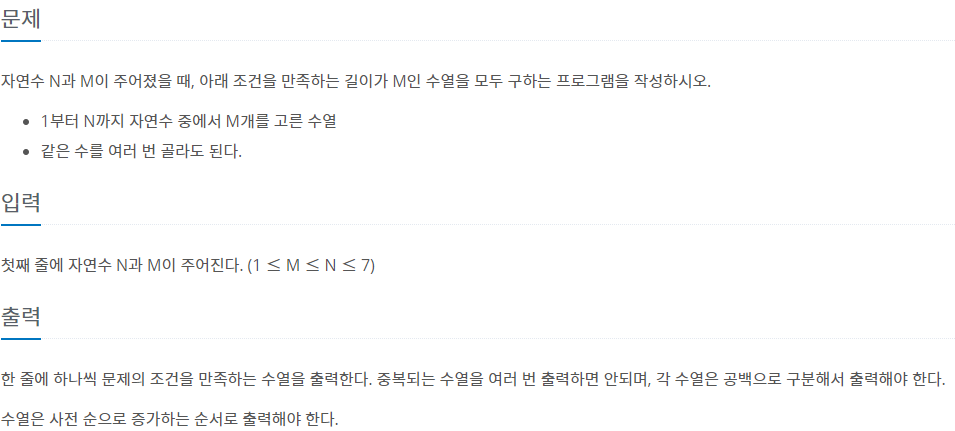 문제
자연수 N과 M이 주어졌을 때, 아래 조건을 만족하는 길이가 M인 수열을 모두 구하는 프로그램을 작성하시오.
• 1부터 N까지 자연수 중에서 M개를 고른 수열
• 같은 수를 여러 번 골라도 된다.
입력
첫째 줄에 자연수 N과 M이 주어진다. (1 ≤ M ≤ N ≤ 7)
출력
한 줄에 하나씩 문제의 조건을 만족하는 수열을 출력한다. 중복되는 수열을 여러 번 출력하면 안되며, 각 수열은 공백으로 구분해서 출력해야 한다.
수열은 사전 순으로 증가하는 순서로 출력해야 한다.